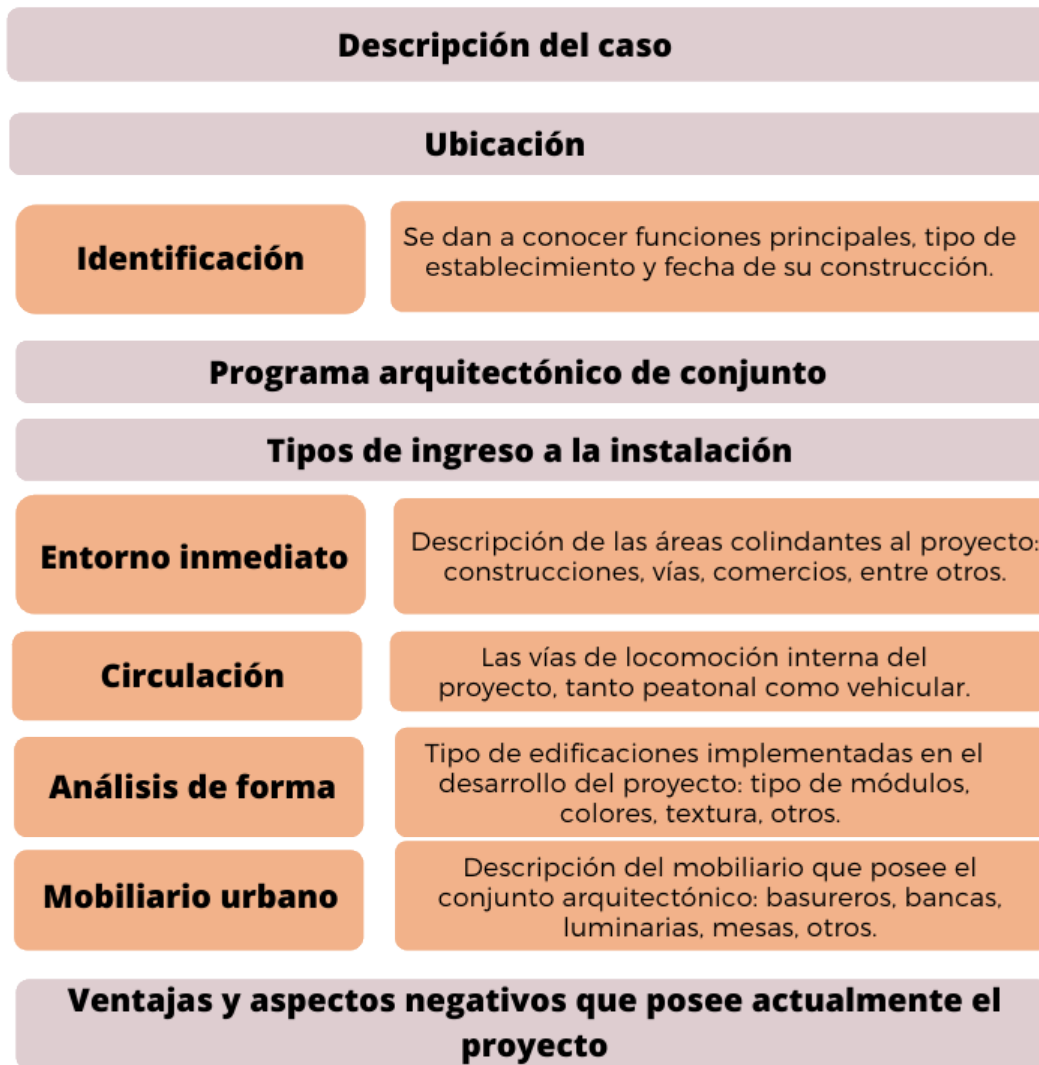 Descripción del caso
Ubicación
Identificación
Se dan a conocer funciones principales, tipo de
establecimiento y fecha de su construcción.
Programa arquitectónico de conjunto
Tipos de ingreso a la instalación
Entorno inmediato
Descripción de las áreas colindantes al proyecto:
construcciones, vías, comercios, entre otros.
Circulación
Las vías de locomoción interna del
proyecto, tanto peatonal como vehicular.
Análisis de forma
Tipo de edificaciones implementadas en el
desarrollo del proyecto: tipo de módulos,
colores, textura, otros.
Mobiliario urbano
Descripción del mobiliario que posee el
conjunto arquitectónico: basureros, bancas,
luminarias, mesas, otros.
Ventajas y aspectos negativos que posee actualmente el
proyecto